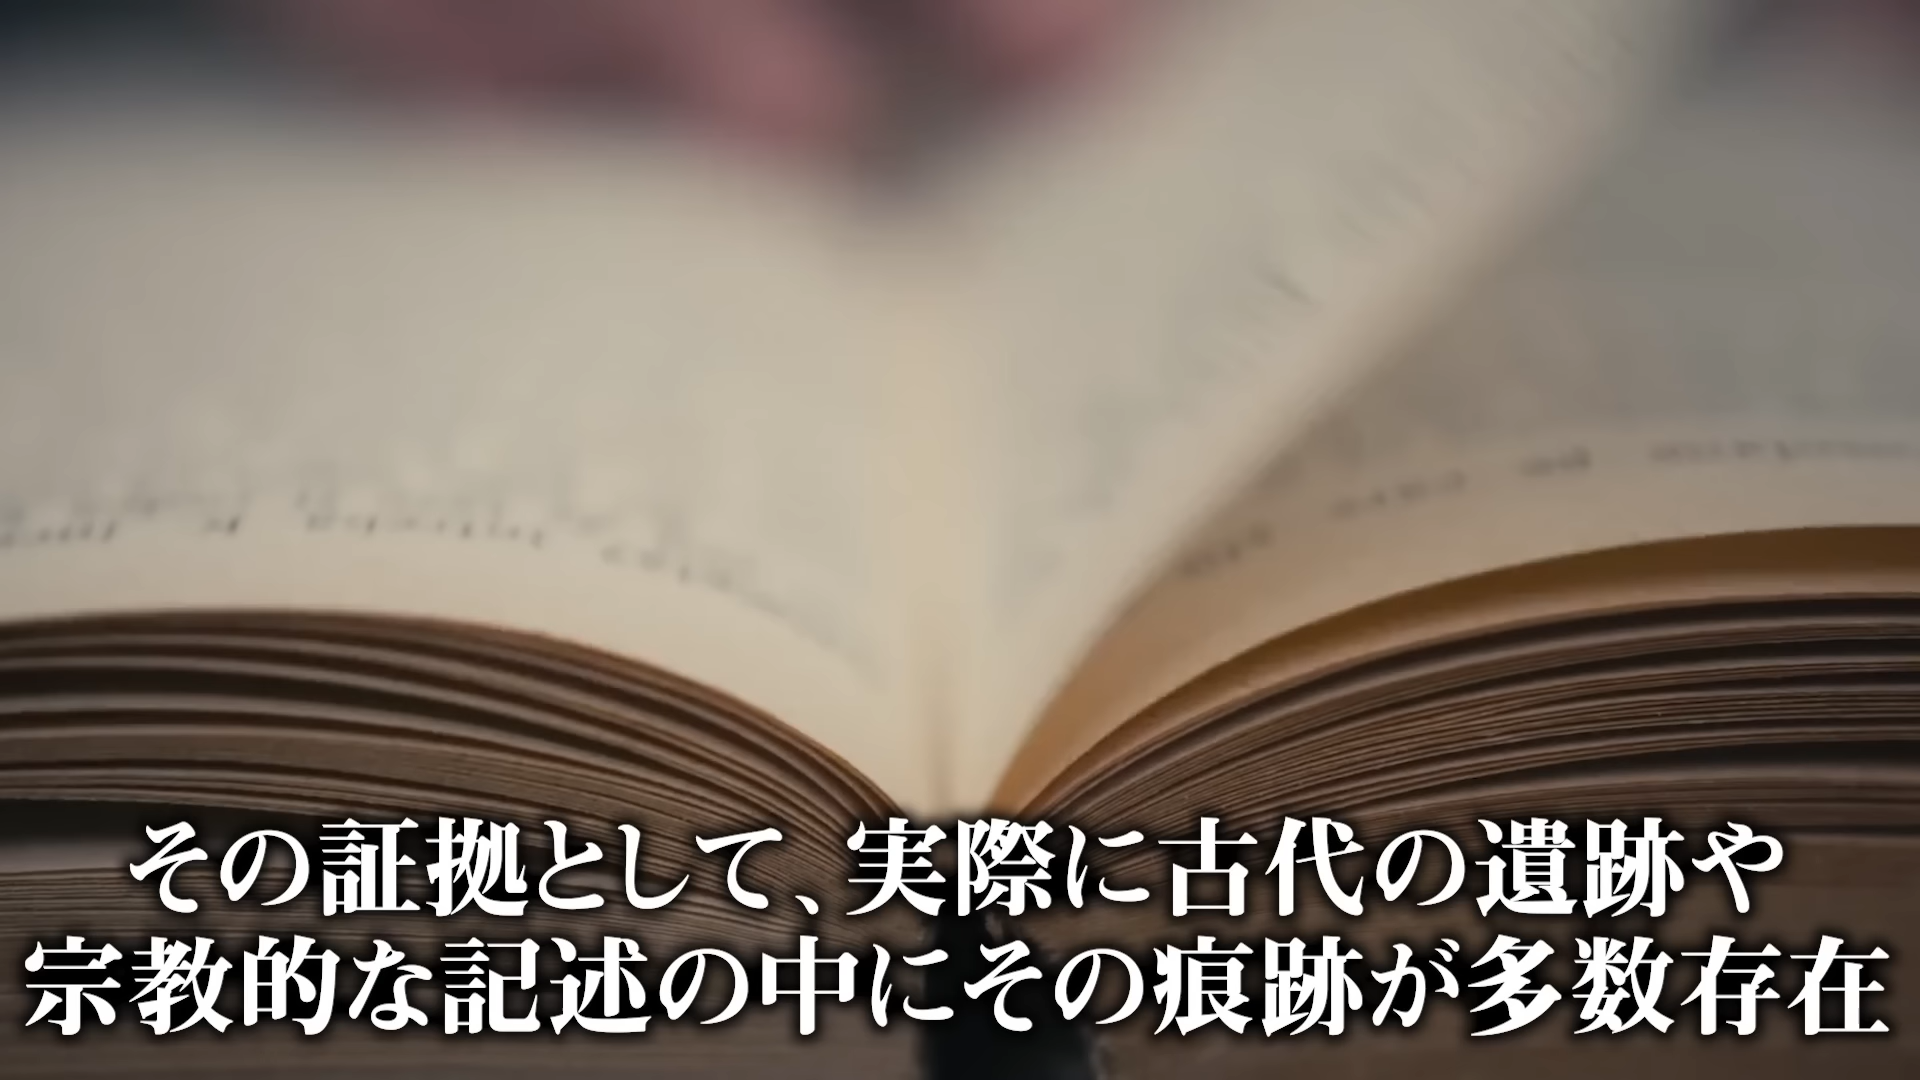 その証拠として、実際に古代の遺跡や
宗教的な記述の中にその痕跡が多数存在